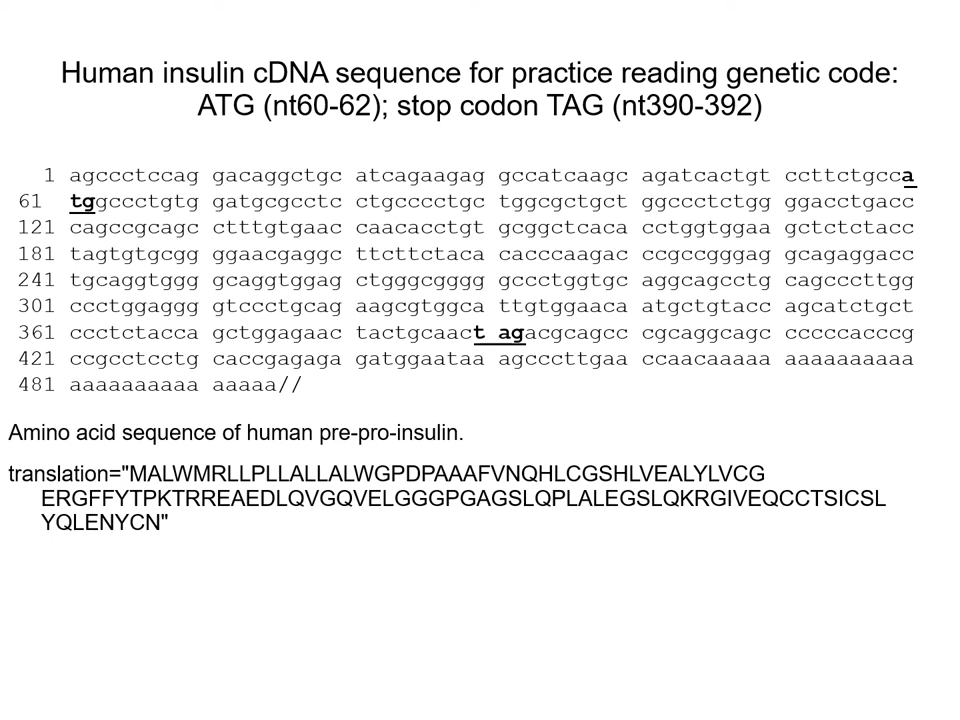 Human insulin cDNA sequence for practice reading genetic code:
ATG (nt60-62); stop codon TAG (nt390-392)
1 agccctccag gacaggctgc atcagaagag gccatcaagc agatcactgt ccttctgcca
61 tggccctgtg gatgcgcctc ctgcccctgc tggcgctgct ggccctctgg ggacctgacc
121 cagccgcagc ctttgtgaac caacacctgt gcggctcaca cctggtggaa gctctctacc
181 tagtgtgcgg ggaacgaggc ttcttctaca cacccaagac ccgccgggag gcagaggacc
241 tgcaggtggg gcaggtggag ctgggcgggg gccctggtgc aggcagcctg cagcccttgg
301 ccctggaggg gtccctgcag aagcgtggca ttgtggaaca atgctgtacc agcatctgct
361 ccctctacca gctggagaac tactgcaact agacgcagcc cgcaggcagc cccccacccg
421 ccgcctcctg caccgagaga gatggaataa agcccttgaa ccaacaaaaa aaaaaaaaaa
481 aaaaaaaaaa aaaaa//
Amino acid sequence of human pre-pro-insulin.
translation="MALWMRLLPLLALLALWGPDPAAAFVNQHLCGSHLVEALYLVCG
ERGFFYTPKTRREAEDLQVGQVELGGGPGAGSLQPLALEGSLQKRGIVEQCCTSICSL
YQLENYCN"